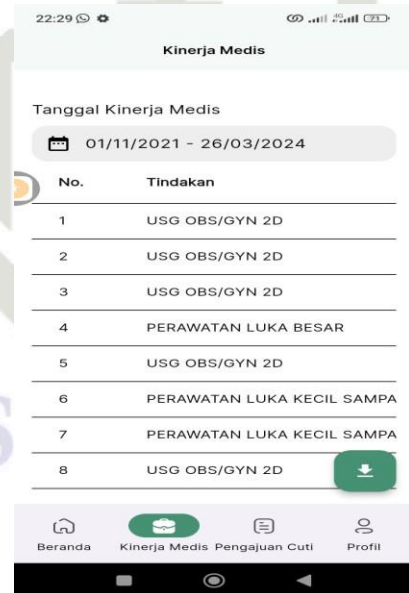 22:29
4G 71
Kinerja Medis
Tanggal Kinerja Medis
01/11/2021 - 26/03/2024
No. Tindakan
1 USG OBS/GYN 2D
2 USG OBS/GYN 2D
3 USG OBS/GYN 2D
4 PERAWATAN LUKA BESAR
5 USG OBS/GYN 2D
6 PERAWATAN LUKA KECIL SAMPA
7 PERAWATAN LUKA KECIL SAMPA
8 USG OBS/GYN 2D
Beranda Kinerja Medis Pengajuan Cuti Profil